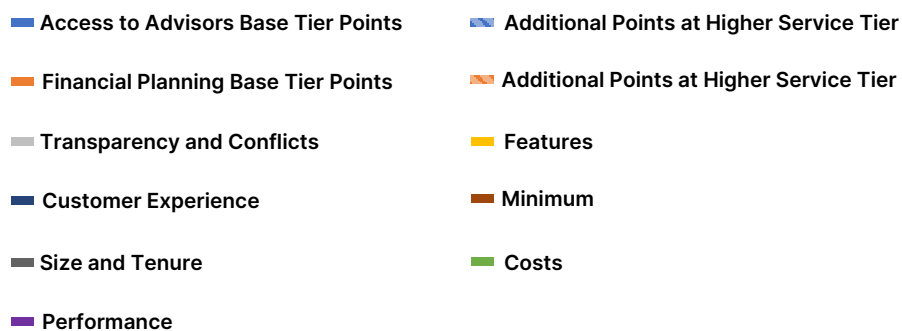 Access to Advisors Base Tier Points
Additional Points at Higher Service Tier
Financial Planning Base Tier Points
Additional Points at Higher Service Tier
Transparency and Conflicts
Features
Customer Experience
Minimum
Size and Tenure
Costs
Performance